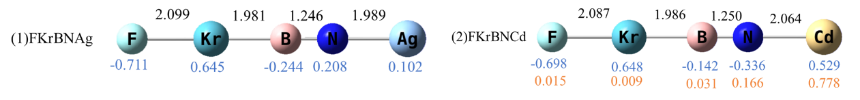 2.099 1.981 1.246 1.989
(1)FKrBNAg F Kr B N Ag
-0.711 0.645 -0.244 0.208 0.102
2.087 1.986 1.250 2.064
(2)FKrBNCd F Kr B N Cd
-0.698 0.648 -0.142 -0.336 0.529
0.015 0.009 0.031 0.166 0.778